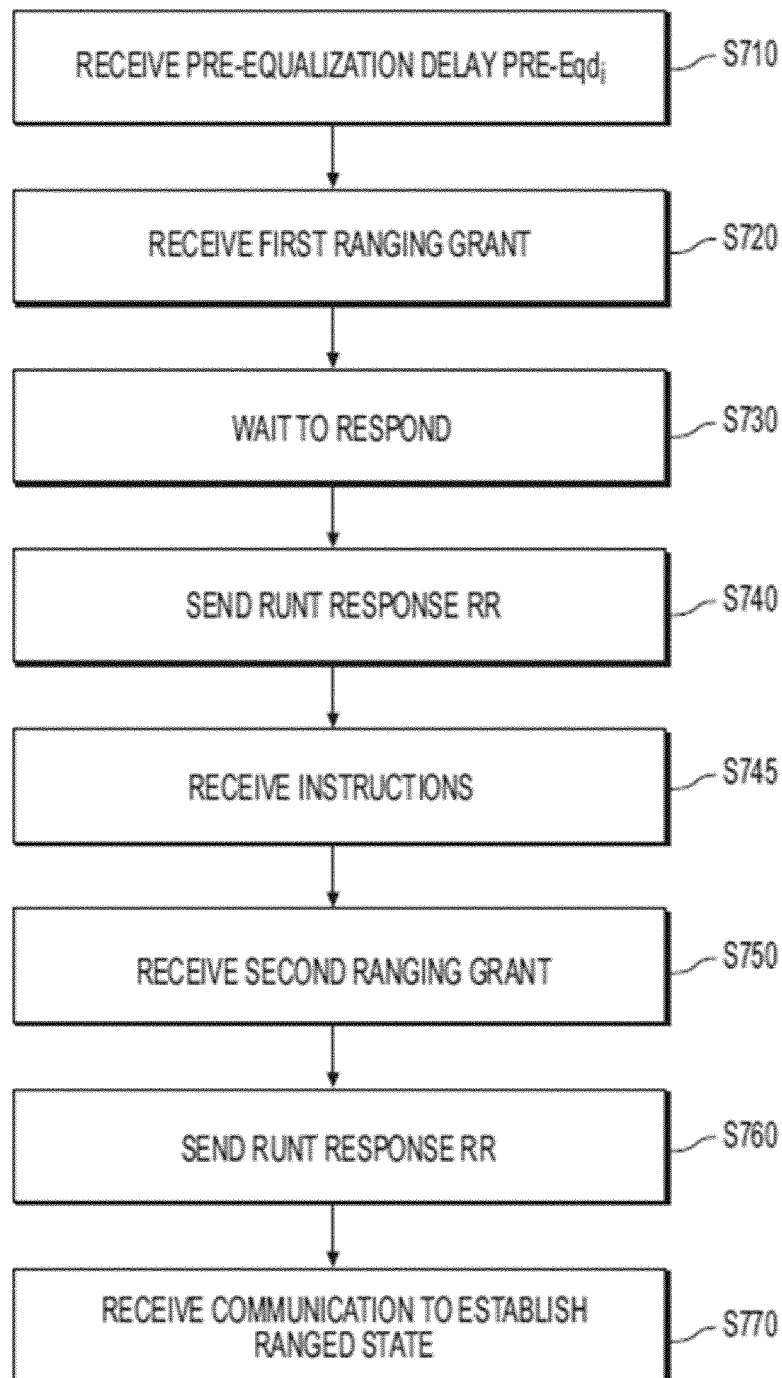 RECEIVE PRE-EQUALIZATION DELAY PRE-Eqdi
S710
RECEIVE FIRST RANGING GRANT
S720
WAIT TO RESPOND
S730
SEND RUNT RESPONSE RR
S740
RECEIVE INSTRUCTIONS
S745
RECEIVE SECOND RANGING GRANT
S750
SEND RUNT RESPONSE RR
S760
RECEIVE COMMUNICATION TO ESTABLISH
RANGED STATE
S770